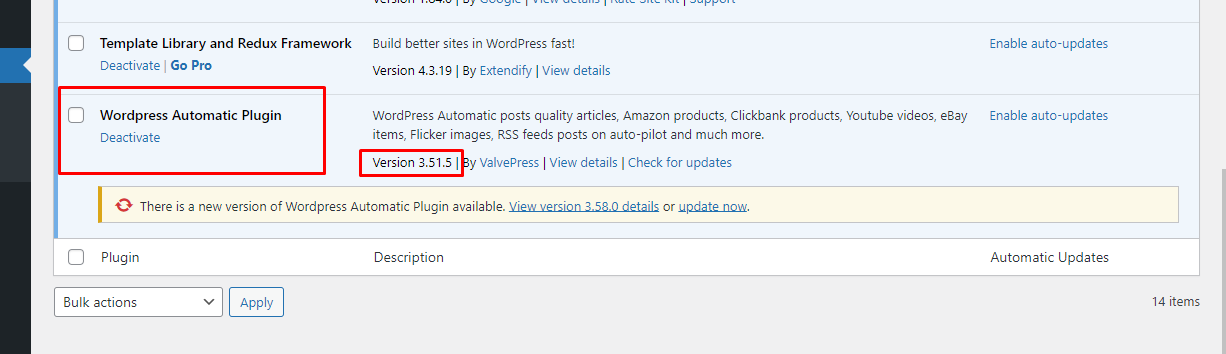 Version 1.84.0 | By Google | View details | Rate Site Kit | Support
Template Library and Redux Framework
Build better sites in WordPress fast!
Enable auto-updates
Deactivate | Go Pro
Version 4.3.19 | By Extendify | View details
Wordpress Automatic Plugin
WordPress Automatic posts quality articles, Amazon products, Clickbank products, Youtube videos, eBay
Enable auto-updates
Deactivate
items, Flicker images, RSS feeds posts on auto-pilot and much more.
Version 3.51.5 | By ValvePress | View details | Check for updates
There is a new version of Wordpress Automatic Plugin available. View version 3.58.0 details or update now.
Plugin
Description
Automatic Updates
Bulk actions
Apply
14 items